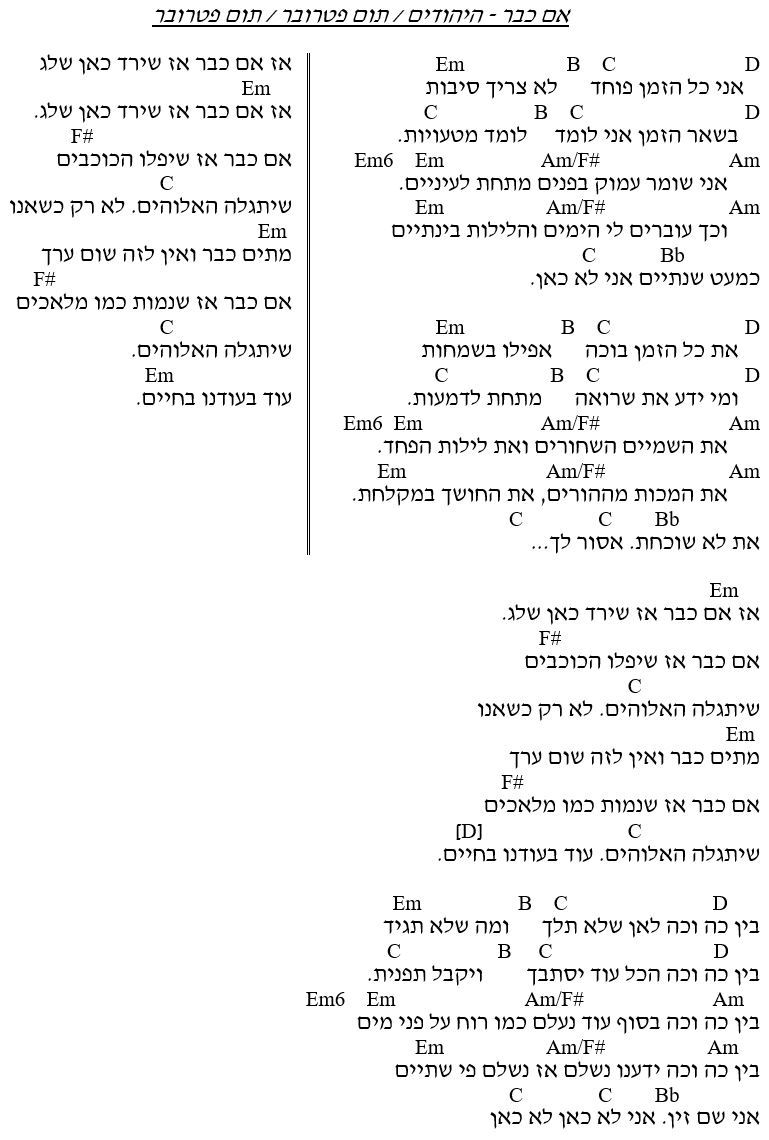 אם כבר - היהודים / תום פטרובר / תום פטרובר
D C B Em
אני כל הזמן פוחד לא צריך סיבות
D C B C
בשאר הזמן אני לומד לומד מטעויות.
Am Am/F# Em Em6
אני שומר עמוק בפנים מתחת לעיניים.
Am Am/F# Em
וכך עוברים לי הימים והלילות בינתיים
Bb C
כמעט שנתיים אני לא כאן.
D C B Em
את כל הזמן בוכה אפילו בשמחות
D C B C
ומי ידע את שרואה מתחת לדמעות.
Am Am/F# Em Em6
את השמיים השחורים ואת לילות הפחד.
Am Am/F# Em
את המכות מההורים, את החושך במקלחת.
Bb C C
את לא שוכחת. אסור לך...
Em
אז אם כבר אז שירד כאן שלג.
F#
אם כבר אז שיפלו הכוכבים
C
שיתגלה האלוהים. לא רק כשאנו
Em
מתים כבר ואין לזה שום ערך
F#
אם כבר אז שנמות כמו מלאכים
C [D]
שיתגלה האלוהים. עוד בעודנו בחיים.
D C B Em
בין כה וכה לאן שלא תלך ומה שלא תגיד
D C B C
בין כה וכה הכל עוד יסתבך ויקבל תפנית.
Am Am/F# Em Em6
בין כה וכה בסוף עוד נעלם כמו רוח על פני מים
Am Am/F# Em
בין כה וכה ידענו נשלם אז נשלם פי שתיים
Bb C C
אני שם זין. אני לא כאן לא כאן
אז אם כבר אז שירד כאן שלג
Em
אז אם כבר אז שירד כאן שלג.
F#
אם כבר אז שיפלו הכוכבים
C
שיתגלה האלוהים. לא רק כשאנו
Em
מתים כבר ואין לזה שום ערך
F#
אם כבר אז שנמות כמו מלאכים
C
שיתגלה האלוהים.
Em
עוד בעודנו בחיים.